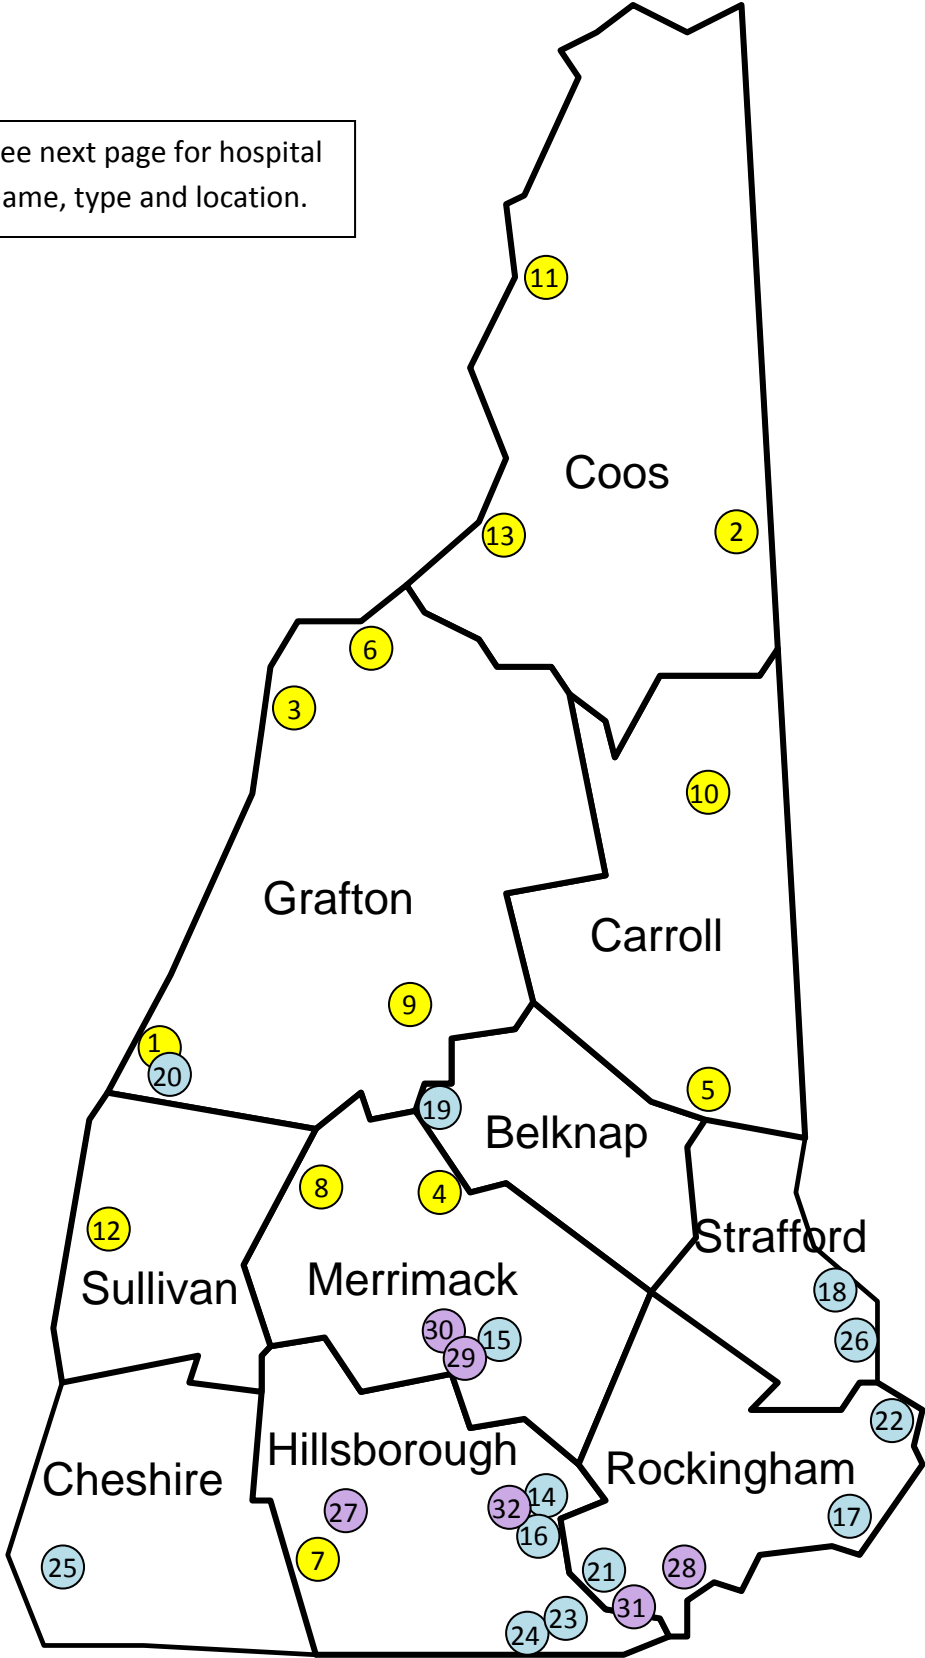 ee next page for hospital
ame, type and location.
11
Coos
13
2
6
3
10
Grafton
Carroll
9
1
20
5
19
Belknap
8
4
12
Strafford
Sullivan
Merrimack
18
30
15
26
29
22
Hillsborough
Rockingham
Cheshire
27
32
14
17
16
7
25
21
28
31
23
24